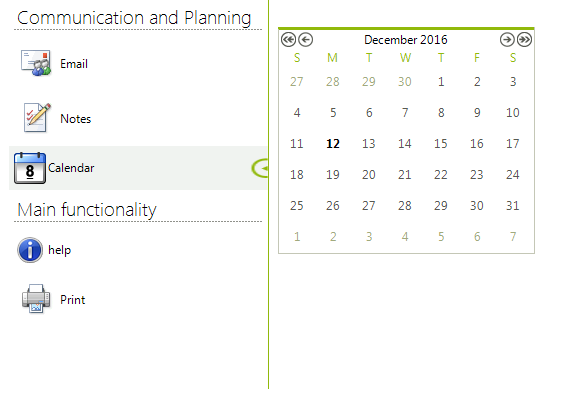 Communication and Planning
Email
Notes
8
Calendar
Main functionality
help
Print
December 2016
S M T W T F S
27 28 29 30 1 2 3
4 5 6 7 8 9 10
11 12 13 14 15 16 17
18 19 20 21 22 23 24
25 26 27 28 29 30 31
1 2 3 4 5 6 7